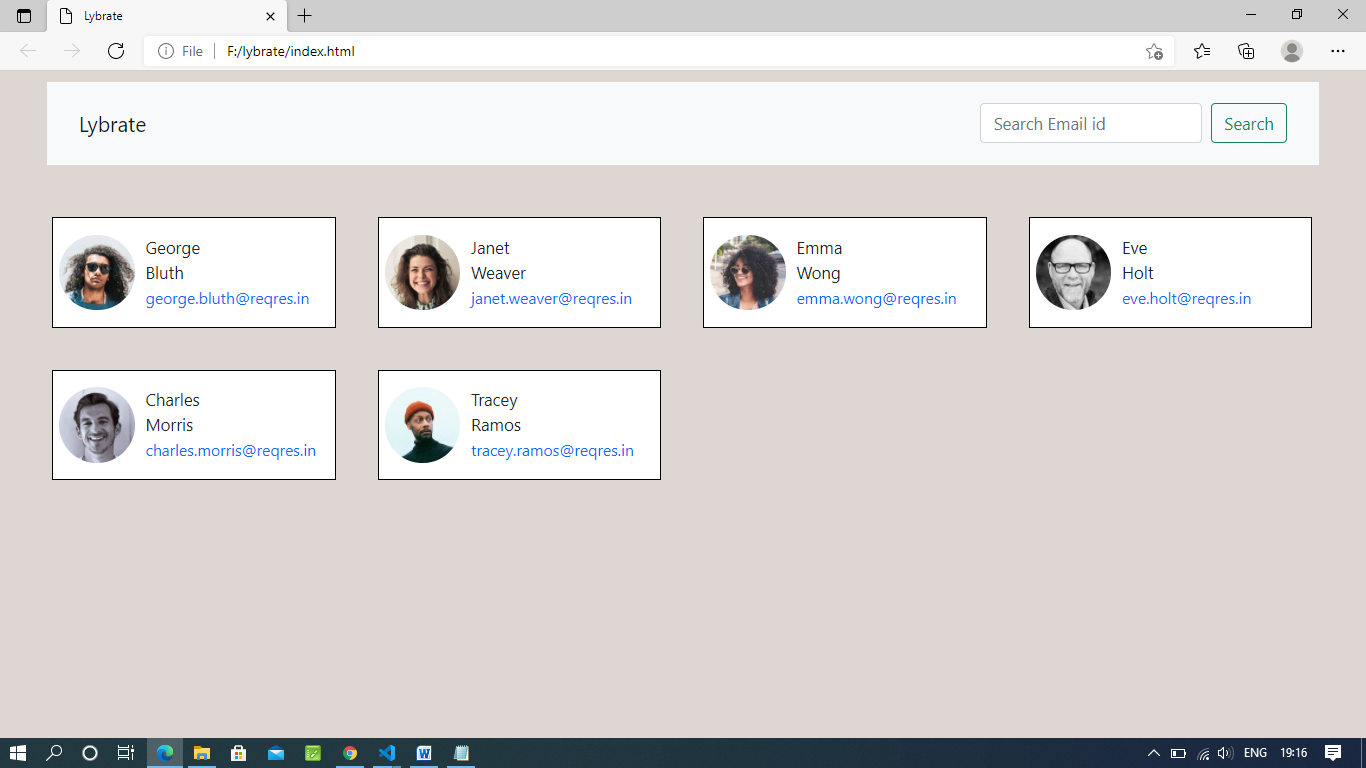 Lybrate
File
F:/lybrate/index.html
Lybrate
Search Email id
Search
George
Bluth
george.bluth@reqres.in
Janet
Weaver
janet.weaver@reqres.in
Emma
Wong
emma.wong@reqres.in
Eve
Holt
eve.holt@reqres.in
Charles
Morris
charles.morris@reqres.in
Tracey
Ramos
tracey.ramos@reqres.in
W
ENG
19:16